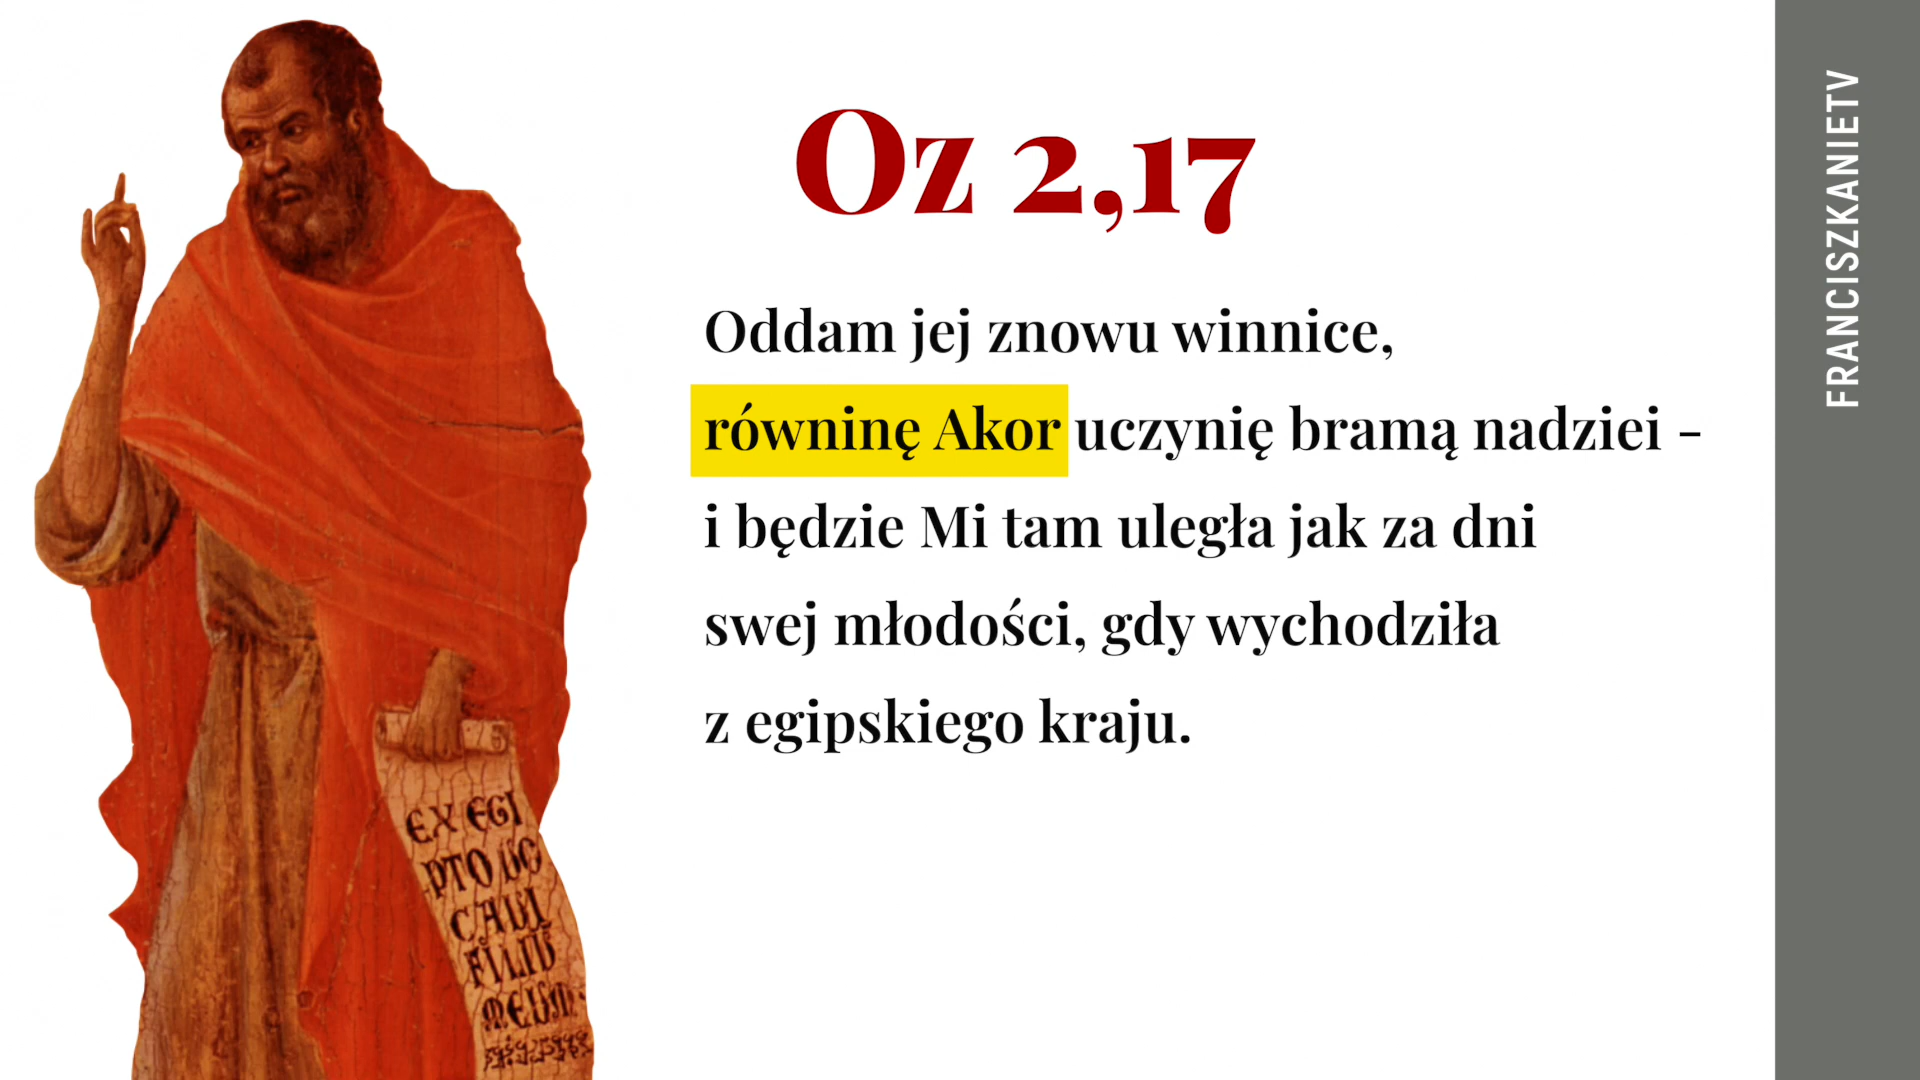 Oz 2,17
Oddam jej znowu winnice,
równinę Akor uczynię bramą nadziei -
i będzie Mi tam uległa jak za dni
swej młodości, gdy wychodziła
z egipskiego kraju.
FRANCISZKANIETV
EX EGI
PTO VO
CAVI
FILIU
MEUM